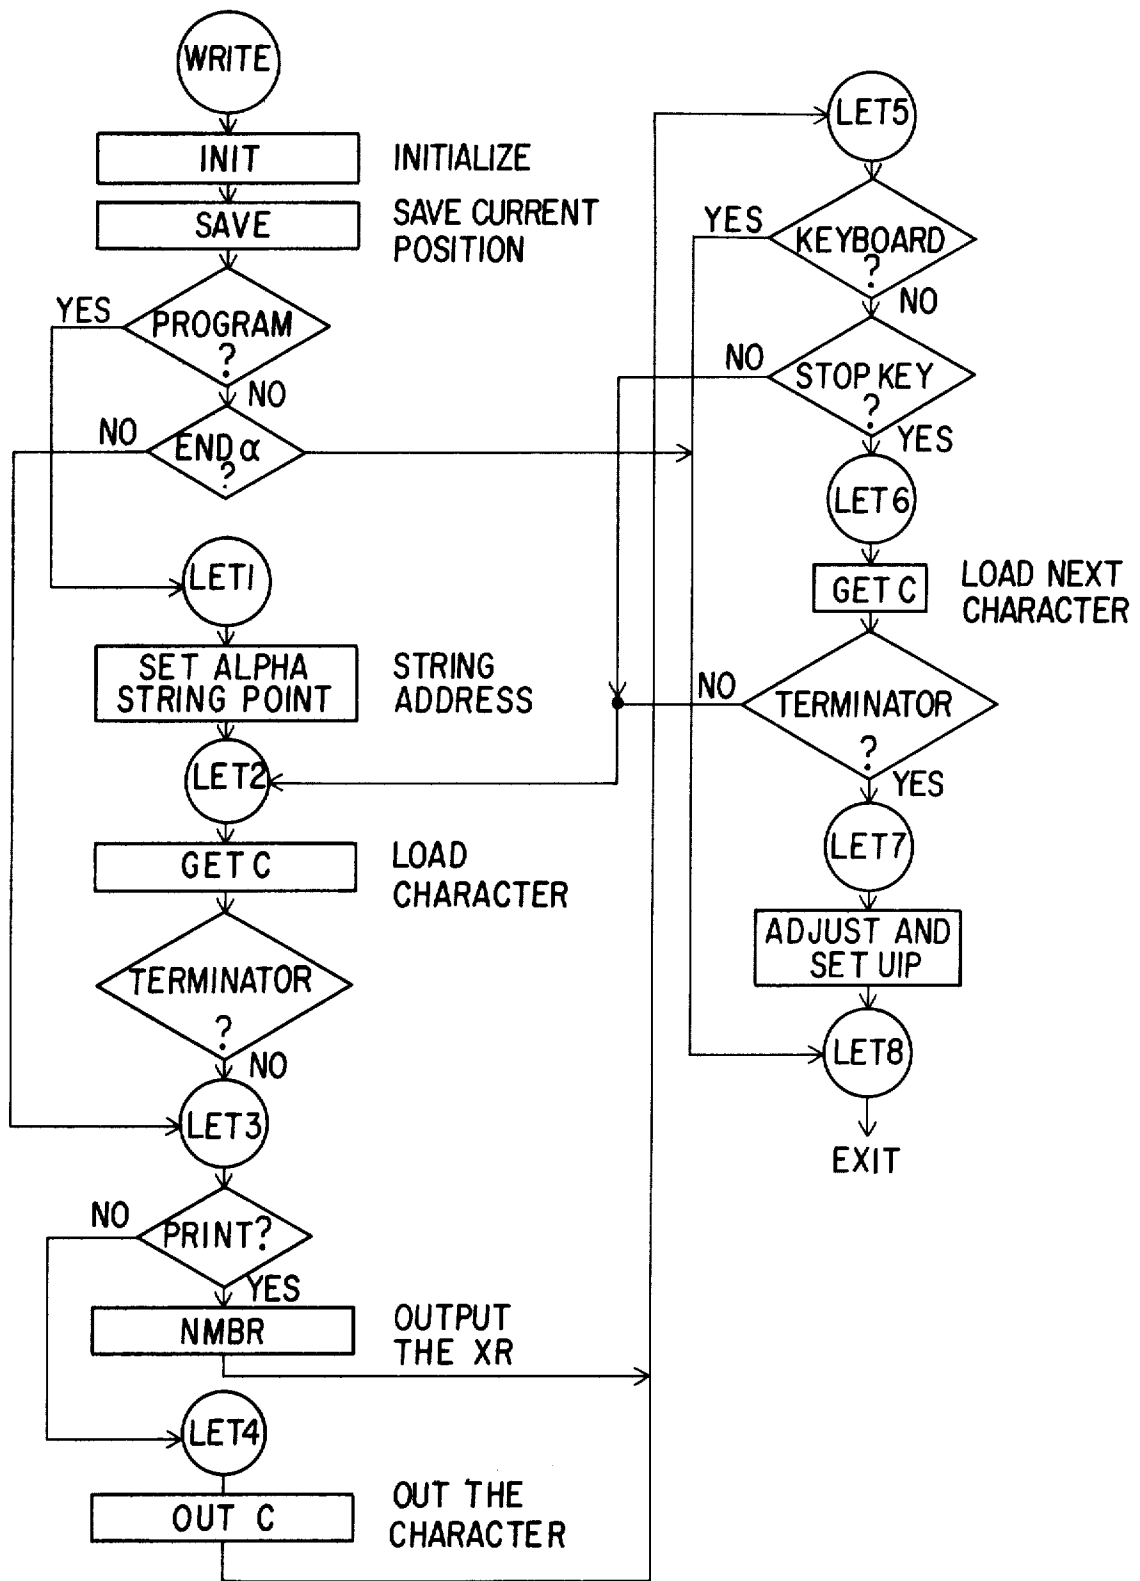 WRITE
INIT
INITIALIZE
SAVE
SAVE CURRENT
POSITION
YES
PROGRAM
?
NO
NO
END α
?
LET1
SET ALPHA
STRING POINT
STRING
ADDRESS
LET2
GET C
LOAD
CHARACTER
TERMINATOR
?
NO
LET3
NO
PRINT?
YES
NMBR
OUTPUT
THE XR
LET4
OUT C
OUT THE
CHARACTER
LET5
YES
KEYBOARD
?
NO
NO
STOP KEY
?
YES
LET6
GET C
LOAD NEXT
CHARACTER
NO
TERMINATOR
?
YES
LET7
ADJUST AND
SET UIP
LET8
EXIT